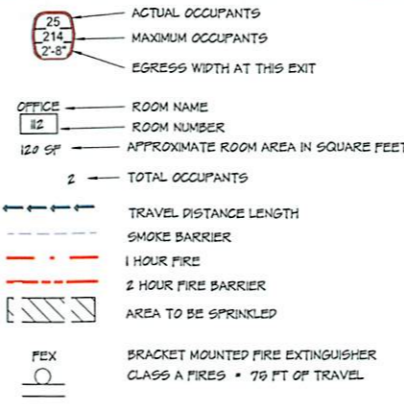 25 ACTUAL OCCUPANTS
214 MAXIMUM OCCUPANTS
2'-8" EGRESS WIDTH AT THIS EXIT
OFFICE ROOM NAME
112 ROOM NUMBER
120 SF APPROXIMATE ROOM AREA IN SQUARE FEET
2 TOTAL OCCUPANTS
TRAVEL DISTANCE LENGTH
SMOKE BARRIER
1 HOUR FIRE
2 HOUR FIRE BARRIER
AREA TO BE SPRINKLED
FEX BRACKET MOUNTED FIRE EXTINGUISHER
CLASS A FIRES • 75 FT OF TRAVEL